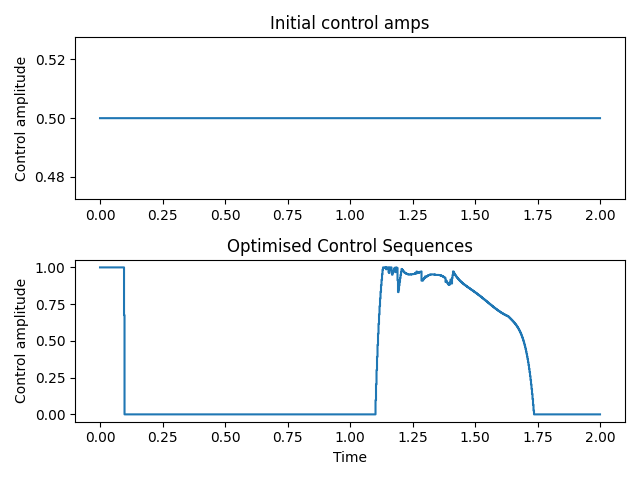 Initial control amps
Control amplitude
0.52
0.50
0.48
0.00 0.25 0.50 0.75 1.00 1.25 1.50 1.75 2.00
Optimised Control Sequences
Control amplitude
1.00
0.75
0.50
0.25
0.00
0.00 0.25 0.50 0.75 1.00 1.25 1.50 1.75 2.00
Time